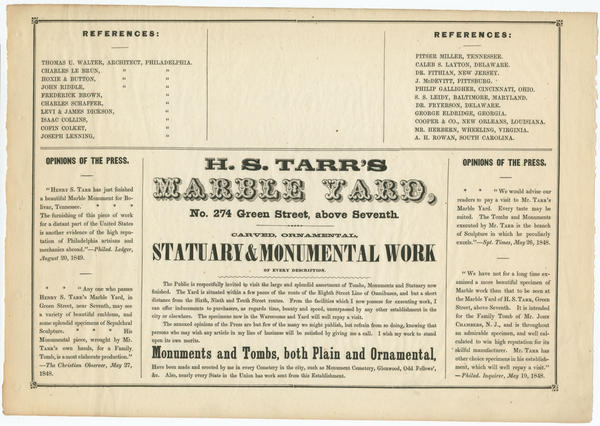 REFERENCES:
THOMAS U. WALTER, ARCHITECT, PHILADELPHIA.
CHARLES LE BRUN, " "
HOXIE & BUTTON, " "
JOHN RIDDLE, " "
FREDERICK BROWN, "
CHARLES SCHAFFER, "
LEVI & JAMES DICKSON, "
ISAAC COLLINS, "
COFIN COLKET, "
JOSEPH LENNING, "
REFERENCES:
PITSER MILLER, TENNESSEE.
CALEB S. LAYTON, DELAWARE.
DR. FITHIAN, NEW JERSEY.
J. McDEVITT, PITTSBURG.
PHILIP GALLIGHER, CINCINNATI, OHIO.
S. S. LEIDY, BALTIMORE, MARYLAND.
DR. FRYERSON, DELAWARE.
GEORGE ELDRIDGE, GEORGIA.
COOPER & CO., NEW ORLEANS, LOUISIANA.
MR. HERBERN, WHEELING, VIRGINIA.
A. H. ROWAN, SOUTH CAROLINA.
OPINIONS OF THE PRESS.
"HENRY S. TARR has just finished
a beautiful Marble Monument for Bo-
livar, Tennessee. * * * *
The furnishing of this piece of work
for a distant part of the United States
is another evidence of the high repu-
tation of Philadelphia artisans and
mechanics abroad."—Philad. Ledger,
August 20, 1849.
* * * "Any one who passes
HENRY S. TARR'S Marble Yard, in
Green Street, near Seventh, may see
a variety of beautiful emblems, and
some splendid specimens of Sepulchral
Sculpture. * * * His
Monumental piece, wrought by Mr.
TARR'S own hands, for a Family
Tomb, is a most elaborate production."
—The Christian Observer, May 27,
1848.
H. S. TARR'S
MARBLE YARD,
No. 274 Green Street, above Seventh.
CARVED, ORNAMENTAL,
STATUARY & MONUMENTAL WORK
OF EVERY DESCRIPTION.
The Public is respectfully invited to visit the large and splendid assortment of Tombs, Monuments and Statuary now
finished. The Yard is situated within a few paces of the route of the Eighth Street Line of Omnibuses, and but a short
distance from the Sixth, Ninth and Tenth Street routes. From the facilities which I now possess for executing work, I
can offer inducements to purchasers, as regards time, beauty and speed, unsurpassed by any other establishment in the
city or elsewhere. The specimens now in the Warerooms and Yard will well repay a visit.
The annexed opinions of the Press are but few of the many we might publish, but refrain from so doing, knowing that
persons who may wish any article in my line of business will be satisfied by giving me a call. I wish my work to stand
upon its own merits.
Monuments and Tombs, both Plain and Ornamental,
Have been made and erected by me in every Cemetery in the city, such as Monument Cemetery, Glenwood, Odd Fellows',
&c. Also, nearly every State in the Union has work sent from this Establishment.
OPINIONS OF THE PRESS.
* * "We would advise our
readers to pay a visit to Mr. TARR'S
Marble Yard. Every taste may be
suited. The Tombs and Monuments
executed by Mr. TARR is the branch
of Sculpture in which he peculiarly
excels."—Spt. Times, May 26, 1848.
"We have not for a long time ex-
amined a more beautiful specimen of
Marble work than that to be seen at
the Marble Yard of H. S. TARR, Green
Street, above Seventh. It is intended
for the Family Tomb of Mr. JOHN
CHAMBERS, N. J., and is throughout
an admirable specimen, and well cal-
culated to win high reputation for its
skilful manufacturer. Mr. TARR has
other choice specimens in his establish-
ment, which will well repay a visit."
—Philad. Inquirer, May 19, 1848.